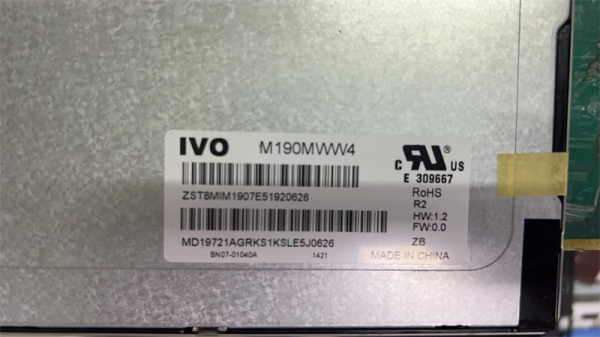 IVO M190MWW4
C UR US
E 309667
ZST8MIM1907E51920626
RoHS
R2
HW:1.2
FW:0.0
MD19721AGRKS1KSLE5J0626
ZB
BN07-01040A 1421
MADE IN CHINA